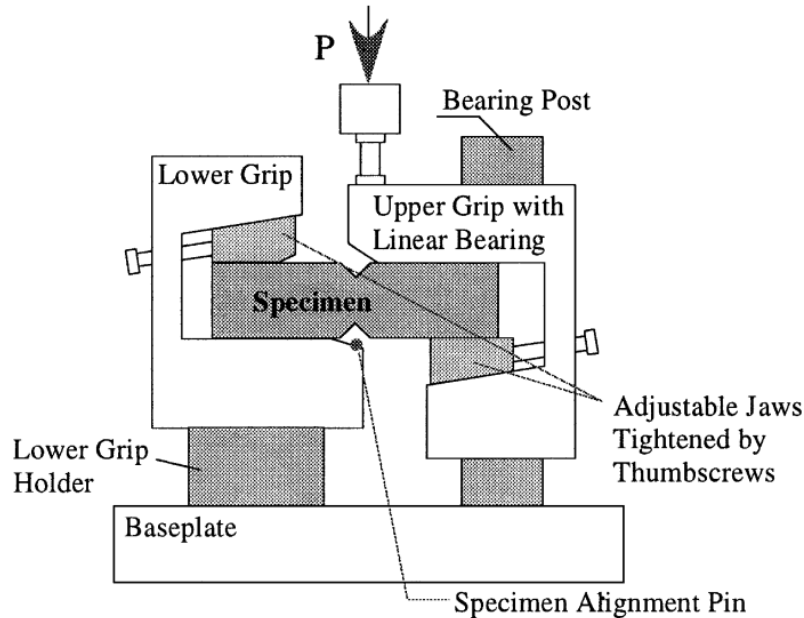 P
Bearing Post
Lower Grip
Upper Grip with
Linear Bearing
Specimen
Adjustable Jaws
Tightened by
Thumbscrews
Lower Grip
Holder
Baseplate
Specimen Alignment Pin